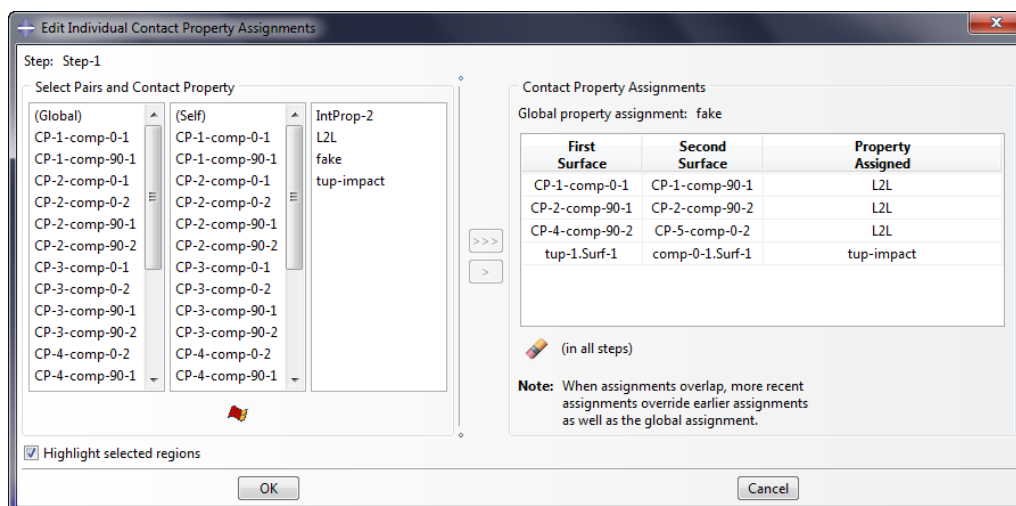 Edit Individual Contact Property Assignments
Step: Step-1
Select Pairs and Contact Property
(Global)
CP-1-comp-0-1
CP-1-comp-90-1
CP-2-comp-0-1
CP-2-comp-0-2
CP-2-comp-90-1
CP-2-comp-90-2
CP-3-comp-0-1
CP-3-comp-0-2
CP-3-comp-90-1
CP-3-comp-90-2
CP-4-comp-0-2
CP-4-comp-90-1
(Self)
CP-1-comp-0-1
CP-1-comp-90-1
CP-2-comp-0-1
CP-2-comp-0-2
CP-2-comp-90-1
CP-2-comp-90-2
CP-3-comp-0-1
CP-3-comp-0-2
CP-3-comp-90-1
CP-3-comp-90-2
CP-4-comp-0-2
CP-4-comp-90-1
IntProp-2
L2L
fake
tup-impact
>>>
>
Highlight selected regions
Contact Property Assignments
Global property assignment: fake
First Surface Second Surface Property Assigned
CP-1-comp-0-1 CP-1-comp-90-1 L2L
CP-2-comp-90-1 CP-2-comp-90-2 L2L
CP-4-comp-90-2 CP-5-comp-0-2 L2L
tup-1.Surf-1 comp-0-1.Surf-1 tup-impact
(in all steps)
Note: When assignments overlap, more recent
assignments override earlier assignments
as well as the global assignment.
OK Cancel